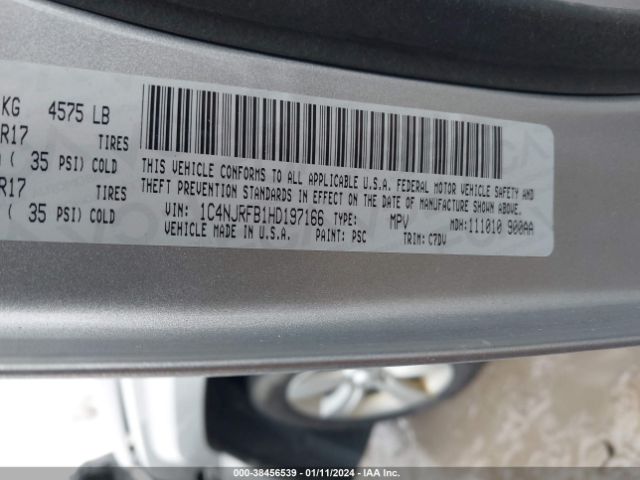 KG 4575 LB
R17 TIRES
( 35 PSI) COLD
R17 TIRES
( 35 PSI) COLD
THIS VEHICLE CONFORMS TO ALL APPLICABLE U.S.A. FEDERAL MOTOR VEHICLE SAFETY AND
THEFT PREVENTION STANDARDS IN EFFECT ON THE DATE OF MANUFACTURE SHOWN ABOVE.
VIN: 1C4NJRFB1HD197166 TYPE: MPV MDH:111010 900AA
VEHICLE MADE IN U.S.A. PAINT: PSC TRIM: C7DV
000-38456539 - 01/11/2024 - IAA Inc.